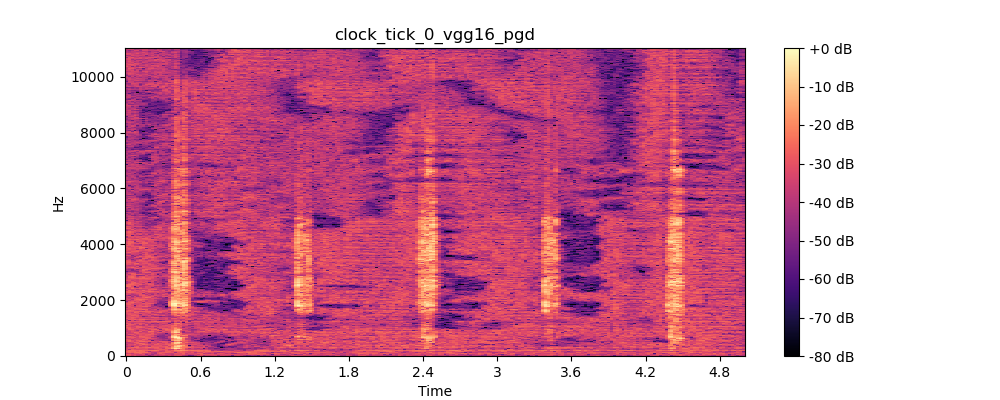 clock_tick_0_vgg16_pgd
10000
8000
6000
4000
2000
0
Hz
0 0.6 1.2 1.8 2.4 3 3.6 4.2 4.8
Time
+0 dB
-10 dB
-20 dB
-30 dB
-40 dB
-50 dB
-60 dB
-70 dB
-80 dB